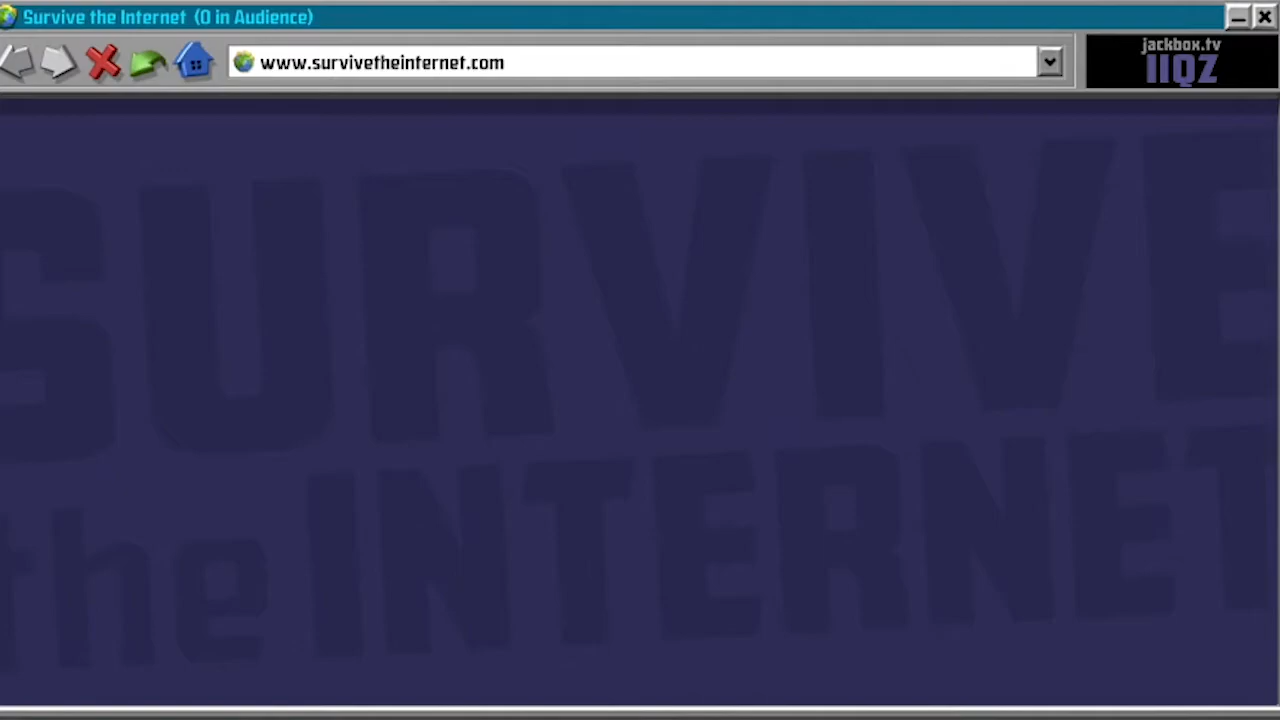 Survive the Internet (0 in Audience)
www.survivetheinternet.com
jackbox.tv
IIQZ
SURVIVE
the INTERNET